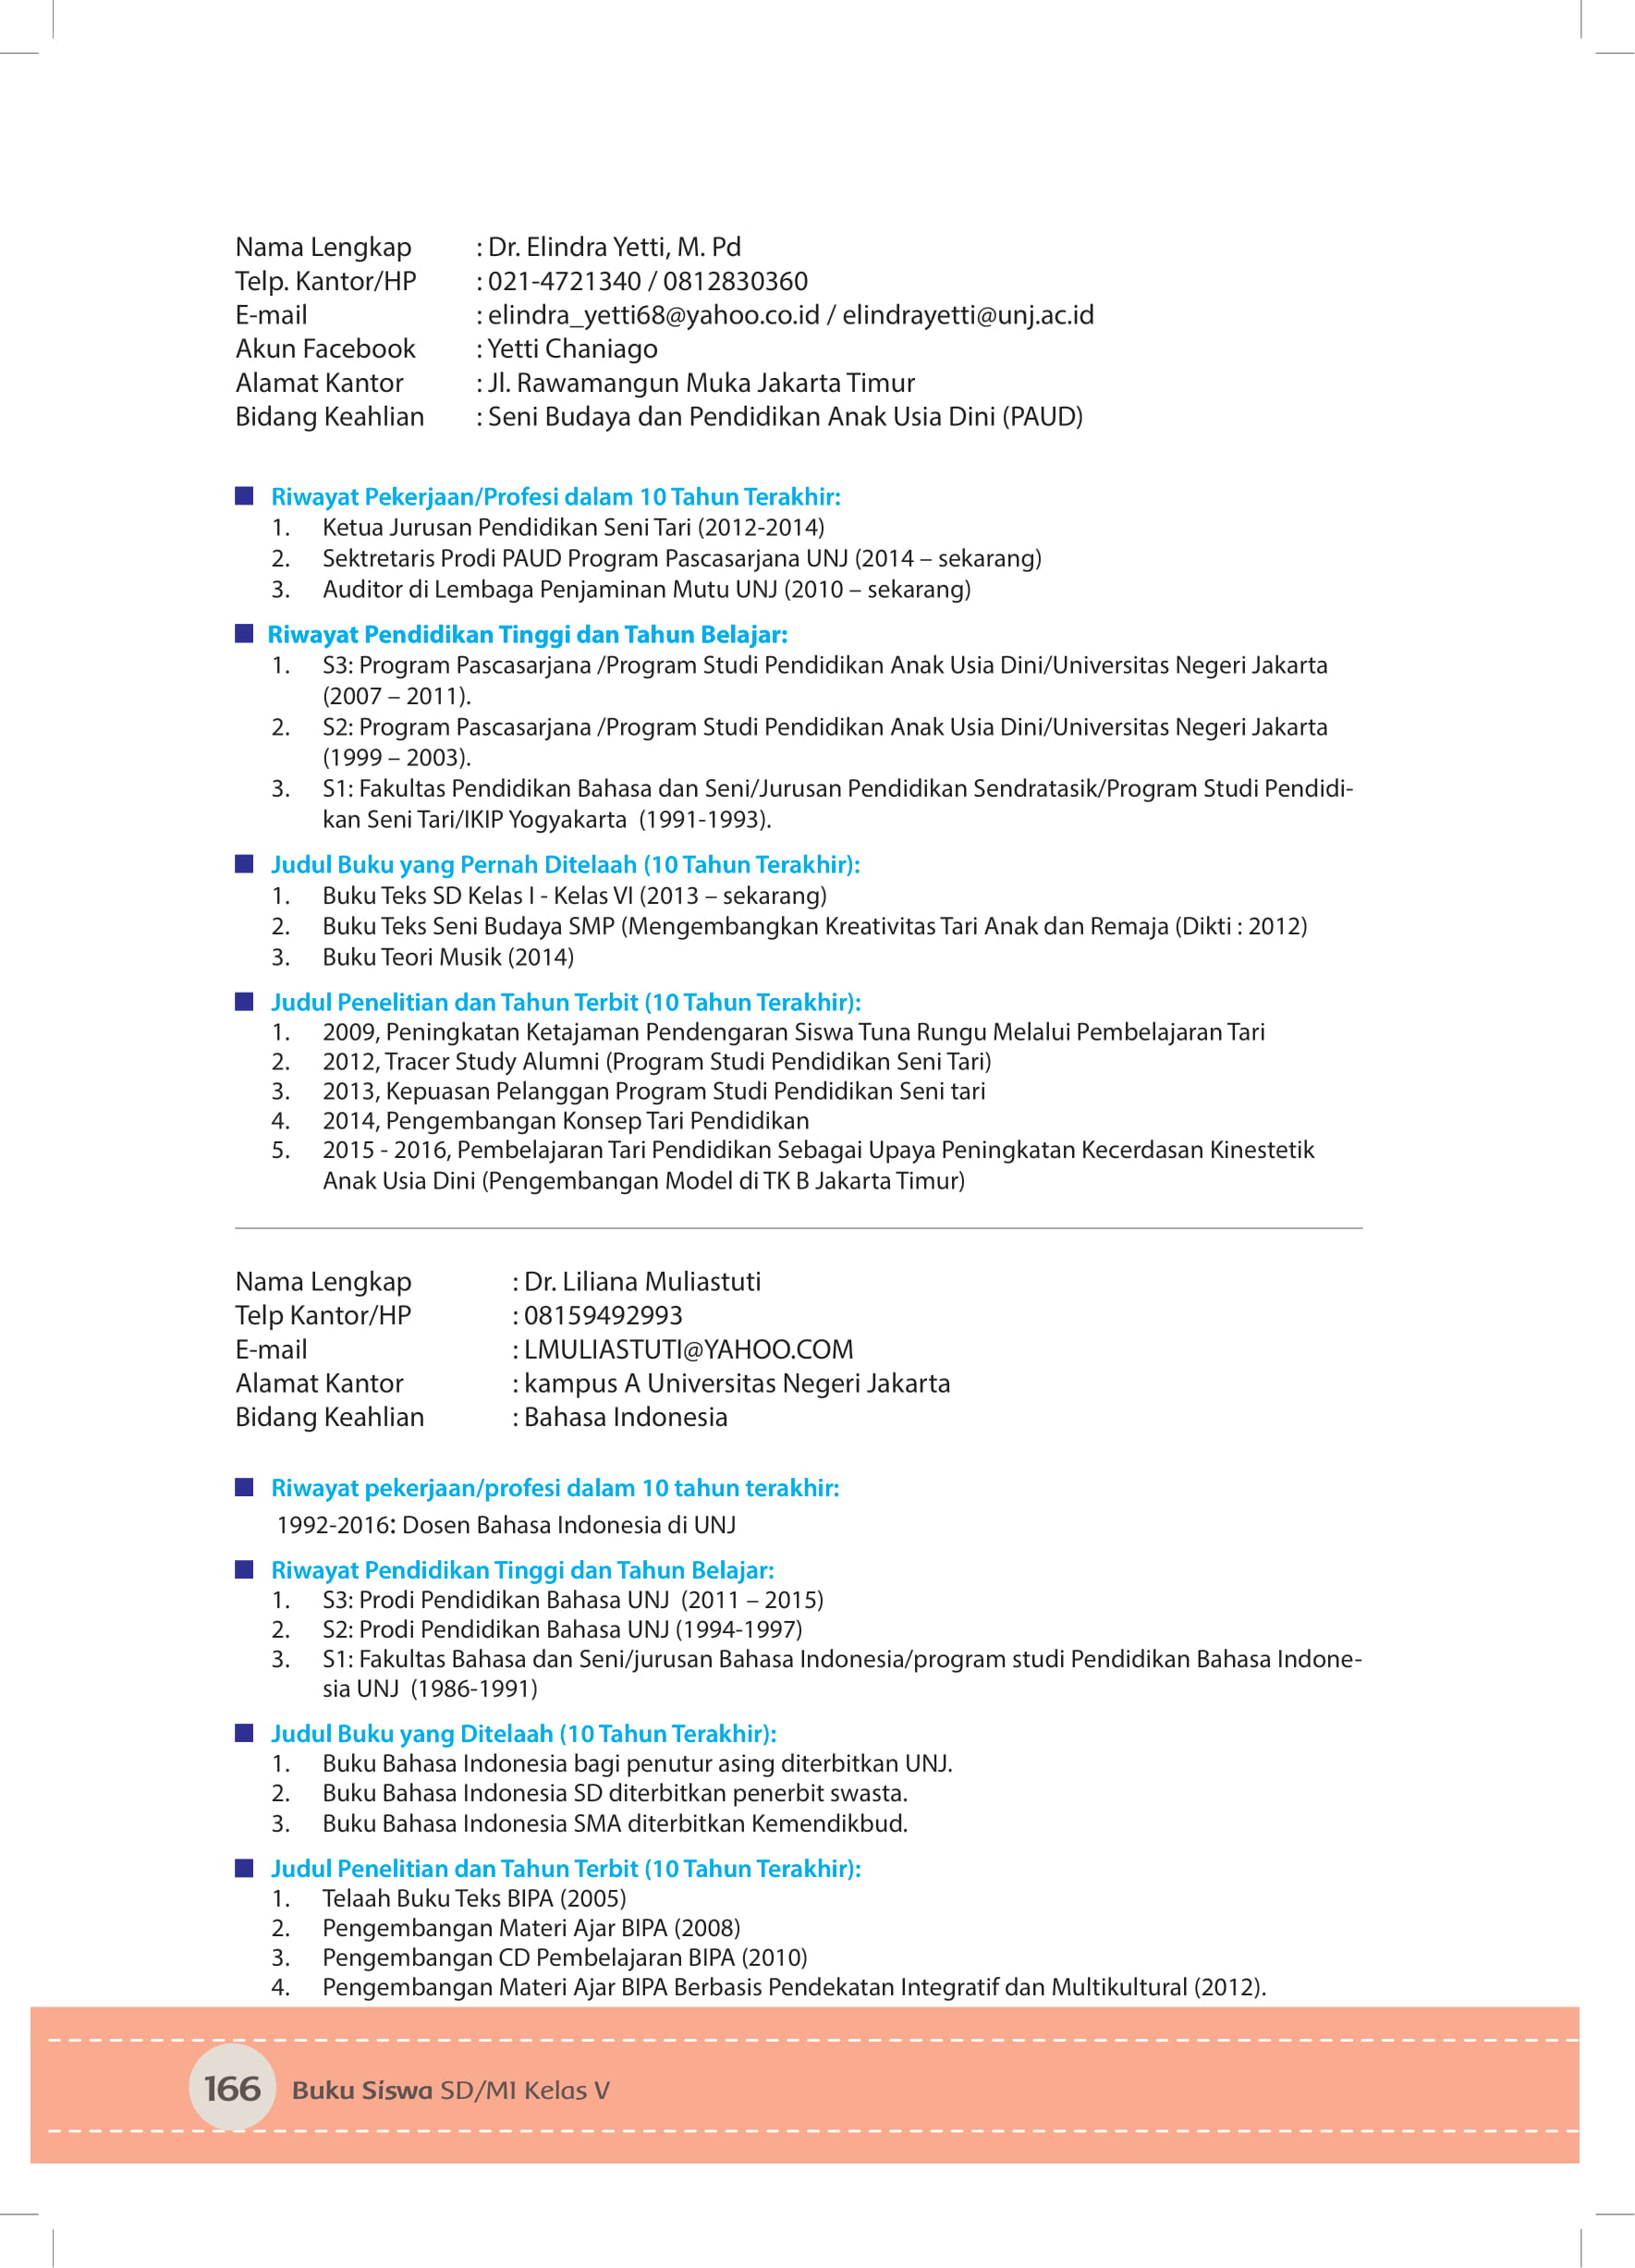 Nama Lengkap : Dr. Elindra Yetti, M. Pd
Telp. Kantor/HP : 021-4721340 / 0812830360
E-mail : elindra_yetti68@yahoo.co.id / elindrayetti@unj.ac.id
Akun Facebook : Yetti Chaniago
Alamat Kantor : Jl. Rawamangun Muka Jakarta Timur
Bidang Keahlian : Seni Budaya dan Pendidikan Anak Usia Dini (PAUD)
Riwayat Pekerjaan/Profesi dalam 10 Tahun Terakhir:
1. Ketua Jurusan Pendidikan Seni Tari (2012-2014)
2. Sektretaris Prodi PAUD Program Pascasarjana UNJ (2014 – sekarang)
3. Auditor di Lembaga Penjaminan Mutu UNJ (2010 – sekarang)
Riwayat Pendidikan Tinggi dan Tahun Belajar:
1. S3: Program Pascasarjana /Program Studi Pendidikan Anak Usia Dini/Universitas Negeri Jakarta
(2007 – 2011).
2. S2: Program Pascasarjana /Program Studi Pendidikan Anak Usia Dini/Universitas Negeri Jakarta
(1999 – 2003).
3. S1: Fakultas Pendidikan Bahasa dan Seni/Jurusan Pendidikan Sendratasik/Program Studi Pendidi-
kan Seni Tari/IKIP Yogyakarta (1991-1993).
Judul Buku yang Pernah Ditelaah (10 Tahun Terakhir):
1. Buku Teks SD Kelas I - Kelas VI (2013 – sekarang)
2. Buku Teks Seni Budaya SMP (Mengembangkan Kreativitas Tari Anak dan Remaja (Dikti : 2012)
3. Buku Teori Musik (2014)
Judul Penelitian dan Tahun Terbit (10 Tahun Terakhir):
1. 2009, Peningkatan Ketajaman Pendengaran Siswa Tuna Rungu Melalui Pembelajaran Tari
2. 2012, Tracer Study Alumni (Program Studi Pendidikan Seni Tari)
3. 2013, Kepuasan Pelanggan Program Studi Pendidikan Seni tari
4. 2014, Pengembangan Konsep Tari Pendidikan
5. 2015 - 2016, Pembelajaran Tari Pendidikan Sebagai Upaya Peningkatan Kecerdasan Kinestetik
Anak Usia Dini (Pengembangan Model di TK B Jakarta Timur)
Nama Lengkap : Dr. Liliana Muliastuti
Telp Kantor/HP : 08159492993
E-mail : LMULIASTUTI@YAHOO.COM
Alamat Kantor : kampus A Universitas Negeri Jakarta
Bidang Keahlian : Bahasa Indonesia
Riwayat pekerjaan/profesi dalam 10 tahun terakhir:
1992-2016: Dosen Bahasa Indonesia di UNJ
Riwayat Pendidikan Tinggi dan Tahun Belajar:
1. S3: Prodi Pendidikan Bahasa UNJ (2011 – 2015)
2. S2: Prodi Pendidikan Bahasa UNJ (1994-1997)
3. S1: Fakultas Bahasa dan Seni/jurusan Bahasa Indonesia/program studi Pendidikan Bahasa Indone-
sia UNJ (1986-1991)
Judul Buku yang Ditelaah (10 Tahun Terakhir):
1. Buku Bahasa Indonesia bagi penutur asing diterbitkan UNJ.
2. Buku Bahasa Indonesia SD diterbitkan penerbit swasta.
3. Buku Bahasa Indonesia SMA diterbitkan Kemendikbud.
Judul Penelitian dan Tahun Terbit (10 Tahun Terakhir):
1. Telaah Buku Teks BIPA (2005)
2. Pengembangan Materi Ajar BIPA (2008)
3. Pengembangan CD Pembelajaran BIPA (2010)
4. Pengembangan Materi Ajar BIPA Berbasis Pendekatan Integratif dan Multikultural (2012).
166 Buku Siswa SD/MI Kelas V